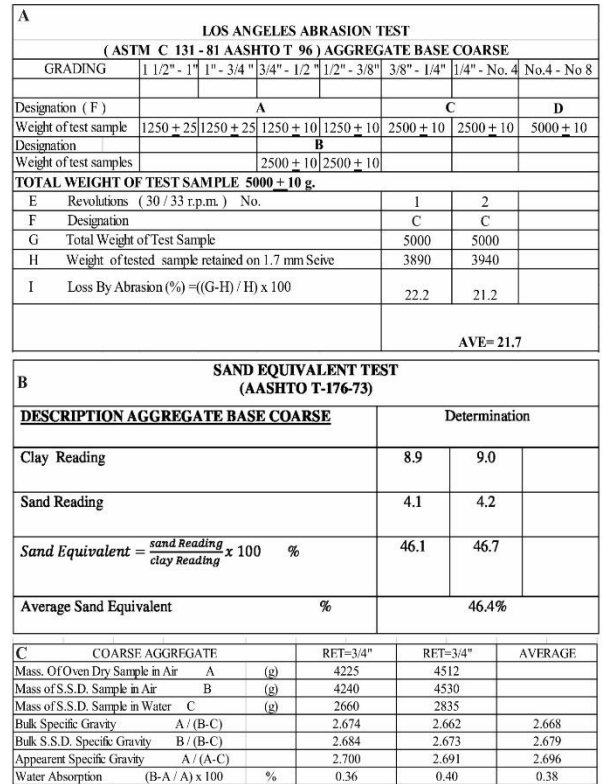 A
LOS ANGELES ABRASION TEST
( ASTM C 131 - 81 AASHTO T 96 ) AGGREGATE BASE COARSE
GRADING 1 1/2" - 1" 1" - 3/4 " 3/4" - 1/2 " 1/2" - 3/8" 3/8" - 1/4" 1/4" - No. 4 No.4 - No 8
Designation ( F ) A C D
Weight of test sample 1250 ± 25 1250 ± 25 1250 ± 10 1250 ± 10 2500 ± 10 2500 ± 10 5000 ± 10
Designation B
Weight of test samples 2500 ± 10 2500 ± 10
TOTAL WEIGHT OF TEST SAMPLE 5000 ± 10 g.
E Revolutions ( 30 / 33 r.p.m. ) No. 1 2
F Designation C C
G Total Weight of Test Sample 5000 5000
H Weight of tested sample retained on 1.7 mm Seive 3890 3940
I Loss By Abrasion (%) =((G-H) / H) x 100 22.2 21.2
AVE= 21.7
B
SAND EQUIVALENT TEST
(AASHTO T-176-73)
DESCRIPTION AGGREGATE BASE COARSE Determination
Clay Reading 8.9 9.0
Sand Reading 4.1 4.2
Sand Equivalent = sand Reading / clay Reading x 100 % 46.1 46.7
Average Sand Equivalent % 46.4%
C COARSE AGGREGATE RET=3/4" RET=3/4" AVERAGE
Mass. Of Oven Dry Sample in Air A (g) 4225 4512
Mass of S.S.D. Sample in Air B (g) 4240 4530
Mass of S.S.D. Sample in Water C (g) 2660 2835
Bulk Specific Gravity A / (B-C) 2.674 2.662 2.668
Bulk S.S.D. Specific Gravity B / (B-C) 2.684 2.673 2.679
Appearent Specific Gravity A / (A-C) 2.700 2.691 2.696
Water Absorption (B-A / A) x 100 % 0.36 0.40 0.38